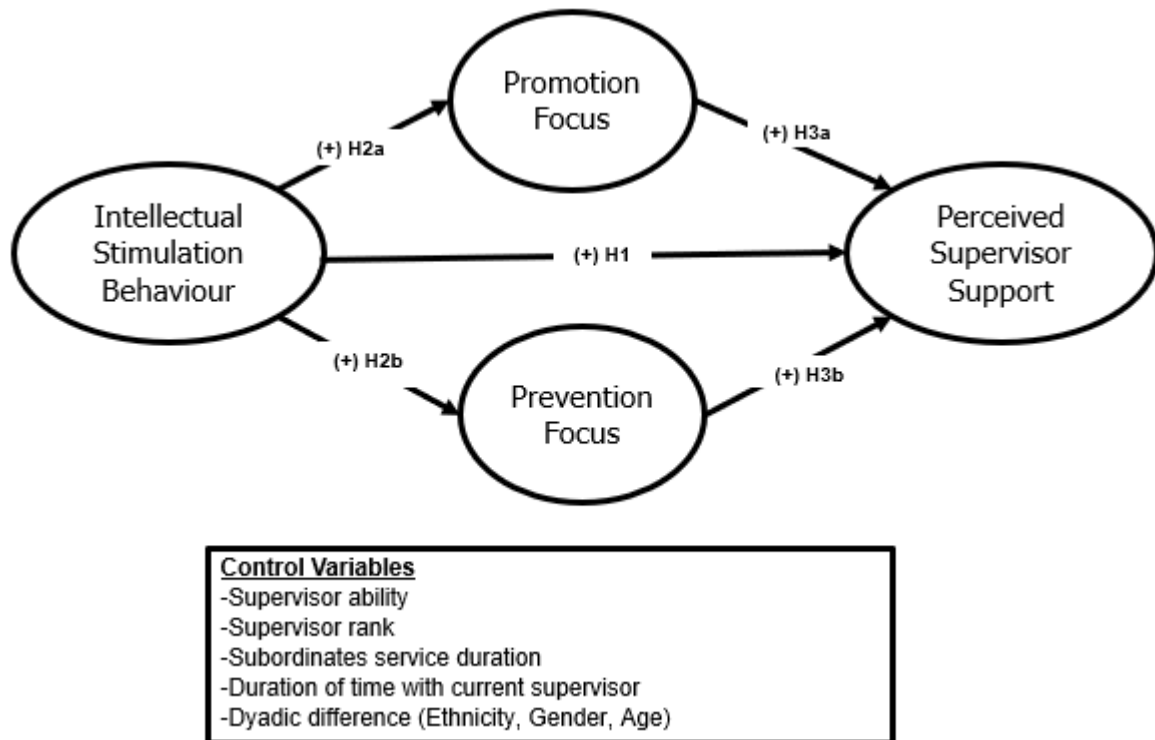 Promotion
Focus
(+) H2a
(+) H3a
Intellectual
Stimulation
Behaviour
(+) H1
Perceived
Supervisor
Support
(+) H2b
(+) H3b
Prevention
Focus
Control Variables
-Supervisor ability
-Supervisor rank
-Subordinates service duration
-Duration of time with current supervisor
-Dyadic difference (Ethnicity, Gender, Age)